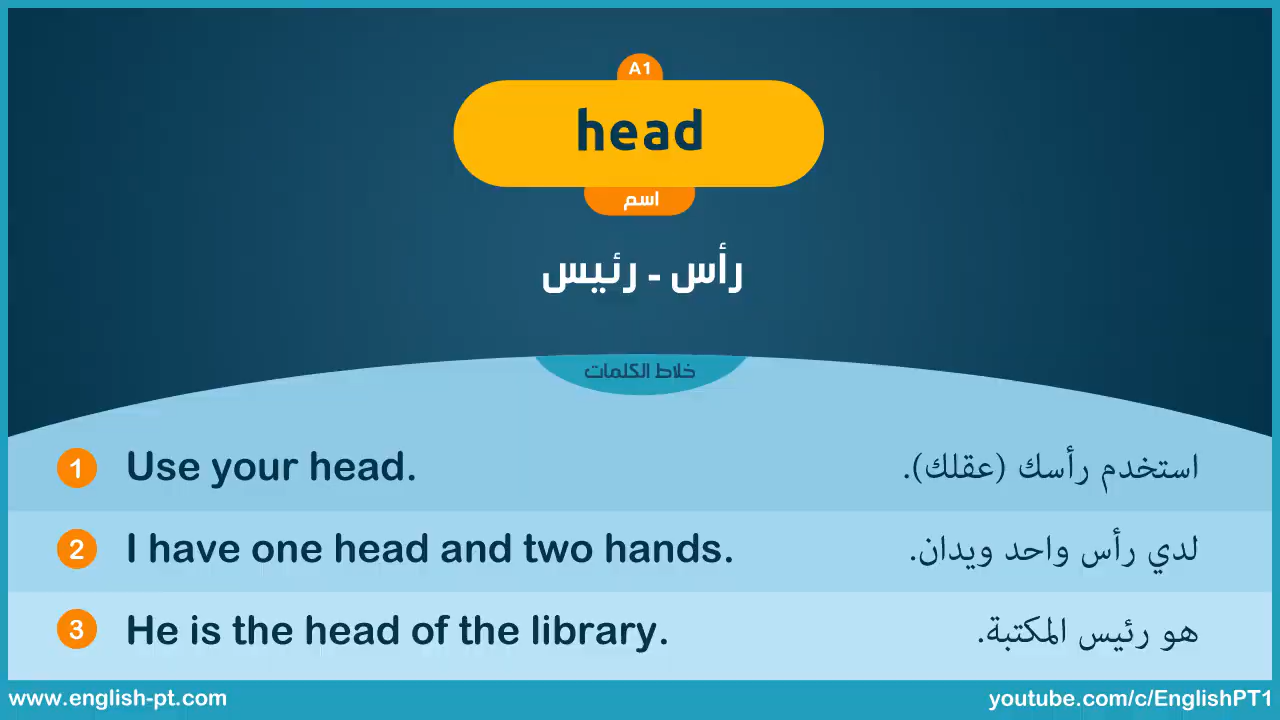 A1
head
اسم
رأس - رئيس
خلاط الكلمات
1 Use your head. استخدم رأسك (عقلك).
2 I have one head and two hands. لدي رأس واحد ويدان.
3 He is the head of the library. هو رئيس المكتبة.
www.english-pt.com youtube.com/c/EnglishPT1